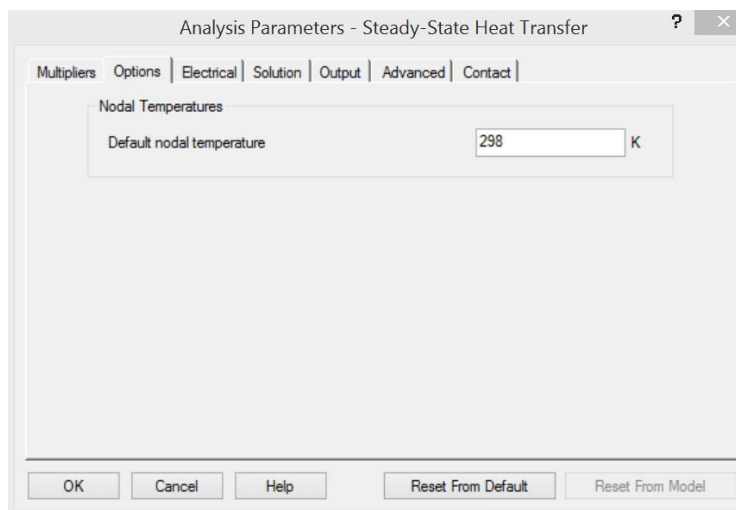 Analysis Parameters - Steady-State Heat Transfer ?
Multipliers Options Electrical Solution Output Advanced Contact
Nodal Temperatures
Default nodal temperature 298 K
OK Cancel Help Reset From Default Reset From Model